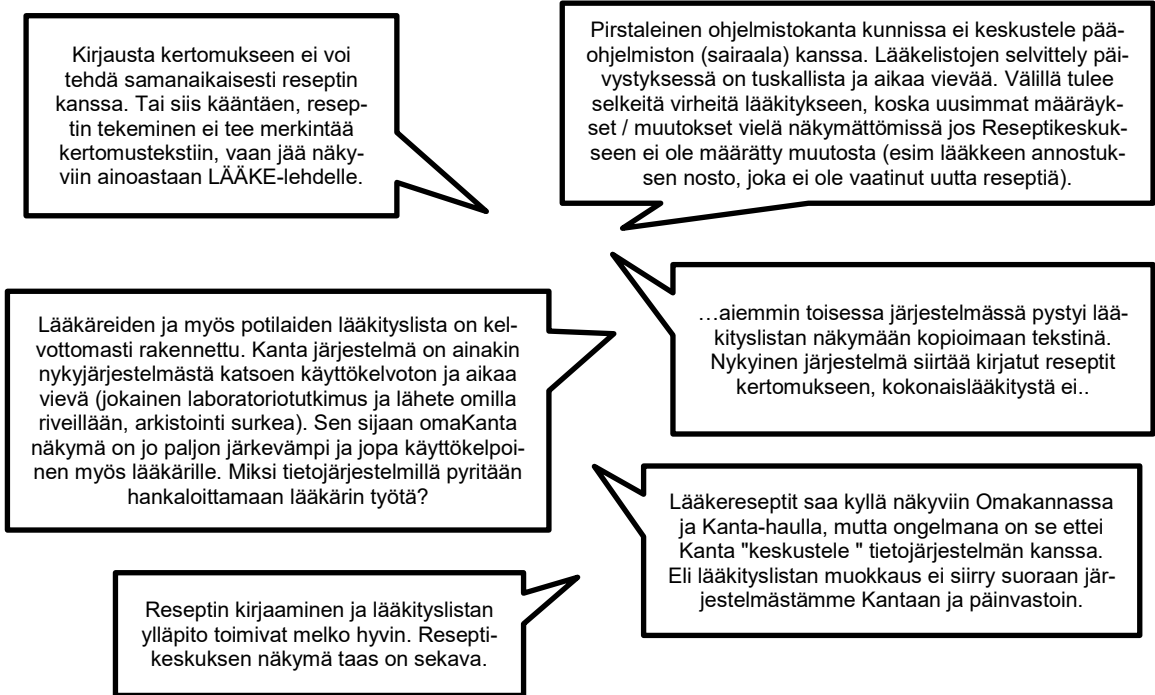 Kirjausta kertomukseen ei voi
tehdä samanaikaisesti reseptin
kanssa. Tai siis kääntäen, resep-
tin tekeminen ei tee merkintää
kertomustekstiin, vaan jää näky-
viin ainoastaan LÄÄKE-lehdelle.
Pirstaleinen ohjelmistokanta kunnissa ei keskustele pää-
ohjelmiston (sairaala) kanssa. Lääkelistojen selvittely päi-
vystyksessä on tuskallista ja aikaa vievää. Välillä tulee
selkeitä virheitä lääkitykseen, koska uusimmat määräyk-
set / muutokset vielä näkymättömissä jos Reseptikeskuk-
seen ei ole määrätty muutosta (esim lääkkeen annostuk-
sen nosto, joka ei ole vaatinut uutta reseptiä).
Lääkäreiden ja myös potilaiden lääkityslista on kel-
vottomasti rakennettu. Kanta järjestelmä on ainakin
nykyjärjestelmästä katsoen käyttökelvoton ja aikaa
vievä (jokainen laboratoriotutkimus ja lähete omilla
riveillään, arkistointi surkea). Sen sijaan omaKanta
näkymä on jo paljon järkevämpi ja jopa käyttökelpoi-
nen myös lääkärille. Miksi tietojärjestelmillä pyritään
hankaloittamaan lääkärin työtä?
…aiemmin toisessa järjestelmässä pystyi lää-
kityslistan näkymään kopioimaan tekstinä.
Nykyinen järjestelmä siirtää kirjatut reseptit
kertomukseen, kokonaislääkitystä ei..
Lääkereseptit saa kyllä näkyviin Omakannassa
ja Kanta-haulla, mutta ongelmana on se ettei
Kanta "keskustele " tietojärjestelmän kanssa.
Eli lääkityslistan muokkaus ei siirry suoraan jär-
jestelmästämme Kantaan ja päinvastoin.
Reseptin kirjaaminen ja lääkityslistan
ylläpito toimivat melko hyvin. Resepti-
keskuksen näkymä taas on sekava.